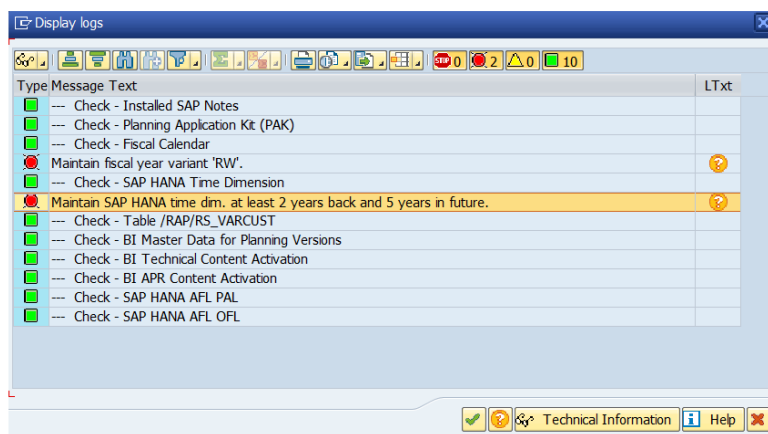 Display logs
STOP 0 2 0 10
Type Message Text LTxt
--- Check - Installed SAP Notes
--- Check - Planning Application Kit (PAK)
--- Check - Fiscal Calendar
Maintain fiscal year variant 'RW'.
--- Check - SAP HANA Time Dimension
Maintain SAP HANA time dim. at least 2 years back and 5 years in future.
--- Check - Table /RAP/RS_VARCUST
--- Check - BI Master Data for Planning Versions
--- Check - BI Technical Content Activation
--- Check - BI APR Content Activation
--- Check - SAP HANA AFL PAL
--- Check - SAP HANA AFL OFL
Technical Information Help